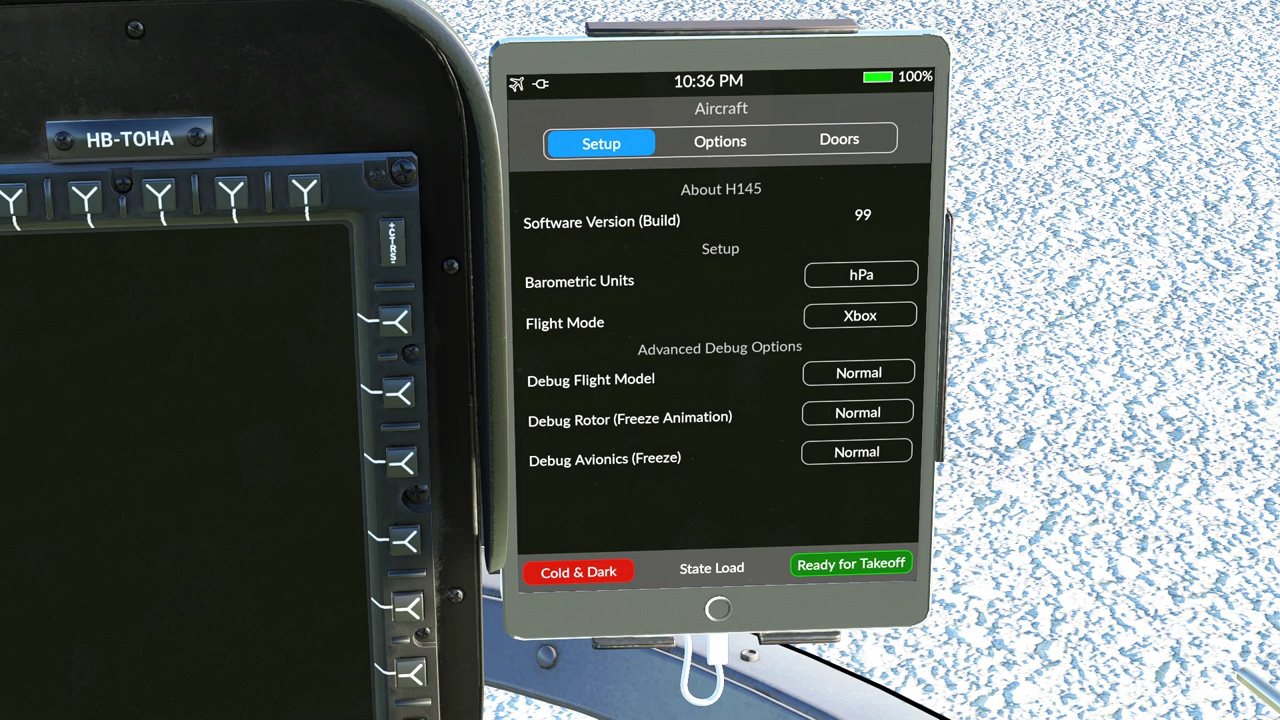 HB-TOHA
+
CTRS
-
10:36 PM
100%
Aircraft
Setup Options Doors
About H145
Software Version (Build) 99
Setup
Barometric Units hPa
Flight Mode Xbox
Advanced Debug Options
Debug Flight Model Normal
Debug Rotor (Freeze Animation) Normal
Debug Avionics (Freeze) Normal
Cold & Dark State Load Ready for Takeoff